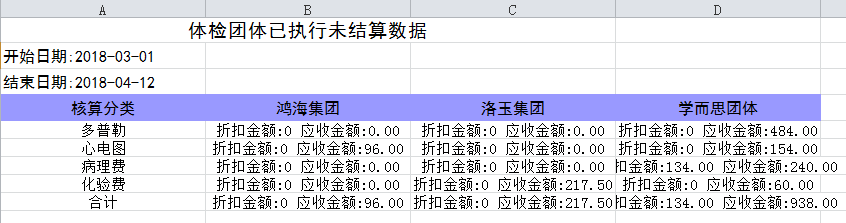 A B C D
体检团体已执行未结算数据
开始日期:2018-03-01
结束日期:2018-04-12
核算分类 鸿海集团 洛玉集团 学而思团体
多普勒 折扣金额:0 应收金额:0.00 折扣金额:0 应收金额:0.00 折扣金额:0 应收金额:484.00
心电图 折扣金额:0 应收金额:96.00 折扣金额:0 应收金额:0.00 折扣金额:0 应收金额:154.00
病理费 折扣金额:0 应收金额:0.00 折扣金额:0 应收金额:0.00 扣金额:134.00 应收金额:240.00
化验费 折扣金额:0 应收金额:0.00 折扣金额:0 应收金额:217.50 折扣金额:0 应收金额:60.00
合计 折扣金额:0 应收金额:96.00 折扣金额:0 应收金额:217.50 扣金额:134.00 应收金额:938.00